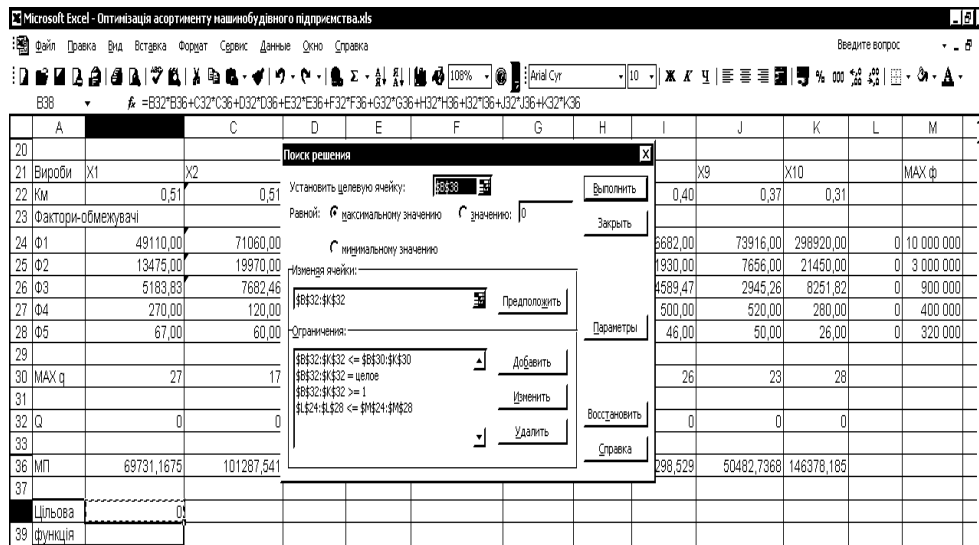 Microsoft Excel - Оптимізація асортименту машинобудівного підприємства.xls
Файл Правка Вид Вставка Формат Сервис Данные Окно Справка Введите вопрос
108% Arial Cyr 10 Ж К Ч % 000
B38 fx =B32*B36+C32*C36+D32*D36+E32*E36+F32*F36+G32*G36+H32*H36+I32*I36+J32*J36+K32*K36
A C D E F G H I J K L M
20
21 Вироби X1 X2 X9 X10 MAX ф
22 Км 0,51 0,51 0,40 0,37 0,31
23 Фактори-обмежувачі
24 Ф1 49110,00 71060,00 6682,00 73916,00 298920,00 0 10 000 000
25 Ф2 13475,00 19970,00 1930,00 7656,00 21450,00 0 3 000 000
26 Ф3 5183,83 7682,46 4589,47 2945,26 8251,82 0 900 000
27 Ф4 270,00 120,00 500,00 520,00 280,00 0 400 000
28 Ф5 67,00 60,00 46,00 50,00 26,00 0 320 000
29
30 MAX q 27 17 26 23 28
31
32 Q 0 0 0 0 0
33
36 МП 69731,1675 101287,541 298,529 50482,7368 146378,185
37
Цільова 0
39 функція
Поиск решения
Установить целевую ячейку: $B$38 Выполнить
Равной: максимальному значению значению: 0 Закрыть
минимальному значению
Изменяя ячейки:
$B$32:$K$32 Предположить
Ограничения: Параметры
$B$32:$K$32 <= $B$30:$K$30 Добавить
$B$32:$K$32 = целое
$B$32:$K$32 >= 1 Изменить
$L$24:$L$28 <= $M$24:$M$28
Восстановить
Удалить
Справка